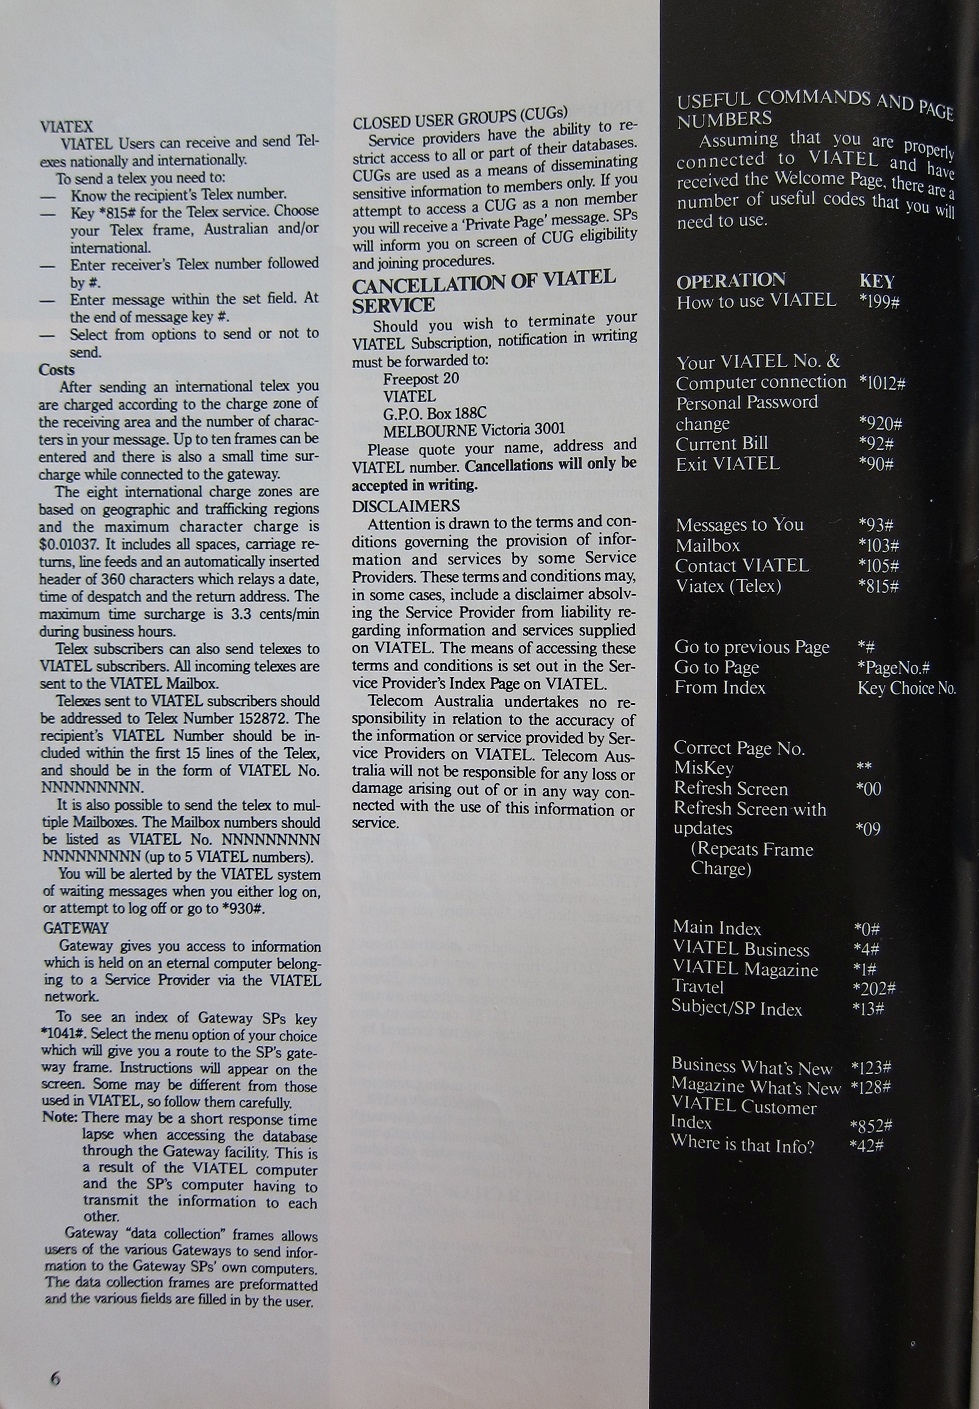 VIATEX
VIATEL Users can receive and send Tel-
exes nationally and internationally.
To send a telex you need to:
— Know the recipient's Telex number.
— Key *815# for the Telex service. Choose
your Telex frame, Australian and/or
international.
— Enter receiver's Telex number followed
by #.
— Enter message within the set field. At
the end of message key #.
— Select from options to send or not to
send.
Costs
After sending an international telex you
are charged according to the charge zone of
the receiving area and the number of charac-
ters in your message. Up to ten frames can be
entered and there is also a small time sur-
charge while connected to the gateway.
The eight international charge zones are
based on geographic and trafficking regions
and the maximum character charge is
$0.01037. It includes all spaces, carriage re-
turns, line feeds and an automatically inserted
header of 360 characters which relays a date,
time of despatch and the return address. The
maximum time surcharge is 3.3 cents/min
during business hours.
Telex subscribers can also send telexes to
VIATEL subscribers. All incoming telexes are
sent to the VIATEL Mailbox.
Telexes sent to VIATEL subscribers should
be addressed to Telex Number 152872. The
recipient's VIATEL Number should be in-
cluded within the first 15 lines of the Telex,
and should be in the form of VIATEL No.
NNNNNNNNN.
It is also possible to send the telex to mul-
tiple Mailboxes. The Mailbox numbers should
be listed as VIATEL No. NNNNNNNNN
NNNNNNNNN (up to 5 VIATEL numbers).
You will be alerted by the VIATEL system
of waiting messages when you either log on,
or attempt to log off or go to *930#.
GATEWAY
Gateway gives you access to information
which is held on an eternal computer belong-
ing to a Service Provider via the VIATEL
network.
To see an index of Gateway SPs key
*1041#. Select the menu option of your choice
which will give you a route to the SP's gate-
way frame. Instructions will appear on the
screen. Some may be different from those
used in VIATEL, so follow them carefully.
Note: There may be a short response time
lapse when accessing the database
through the Gateway facility. This is
a result of the VIATEL computer
and the SP's computer having to
transmit the information to each
other.
Gateway "data collection" frames allows
users of the various Gateways to send infor-
mation to the Gateway SPs' own computers.
The data collection frames are preformatted
and the various fields are filled in by the user.
6
CLOSED USER GROUPS (CUGs)
Service providers have the ability to re-
strict access to all or part of their databases.
CUGs are used as a means of disseminating
sensitive information to members only. If you
attempt to access a CUG as a non member
you will receive a 'Private Page' message. SPs
will inform you on screen of CUG eligibility
and joining procedures.
CANCELLATION OF VIATEL
SERVICE
Should you wish to terminate your
VIATEL Subscription, notification in writing
must be forwarded to:
Freepost 20
VIATEL
G.P.O. Box 188C
MELBOURNE Victoria 3001
Please quote your name, address and
VIATEL number. Cancellations will only be
accepted in writing.
DISCLAIMERS
Attention is drawn to the terms and con-
ditions governing the provision of infor-
mation and services by some Service
Providers. These terms and conditions may,
in some cases, include a disclaimer absolv-
ing the Service Provider from liability re-
garding information and services supplied
on VIATEL. The means of accessing these
terms and conditions is set out in the Ser-
vice Provider's Index Page on VIATEL.
Telecom Australia undertakes no re-
sponsibility in relation to the accuracy of
the information or service provided by Ser-
vice Providers on VIATEL. Telecom Aus-
tralia will not be responsible for any loss or
damage arising out of or in any way con-
nected with the use of this information or
service.
USEFUL COMMANDS AND PAGE
NUMBERS
Assuming that you are properly
connected to VIATEL and have
received the Welcome Page, there are a
number of useful codes that you will
need to use.
OPERATION KEY
How to use VIATEL *199#
Your VIATEL No. &
Computer connection *1012#
Personal Password
change *920#
Current Bill *92#
Exit VIATEL *90#
Messages to You *93#
Mailbox *103#
Contact VIATEL *105#
Viatex (Telex) *815#
Go to previous Page *#
Go to Page *PageNo.#
From Index Key Choice No.
Correct Page No.
MisKey **
Refresh Screen *00
Refresh Screen with
updates *09
(Repeats Frame
Charge)
Main Index *0#
VIATEL Business *4#
VIATEL Magazine *1#
Travtel *202#
Subject/SP Index *13#
Business What's New *123#
Magazine What's New *128#
VIATEL Customer
Index *852#
Where is that Info? *42#